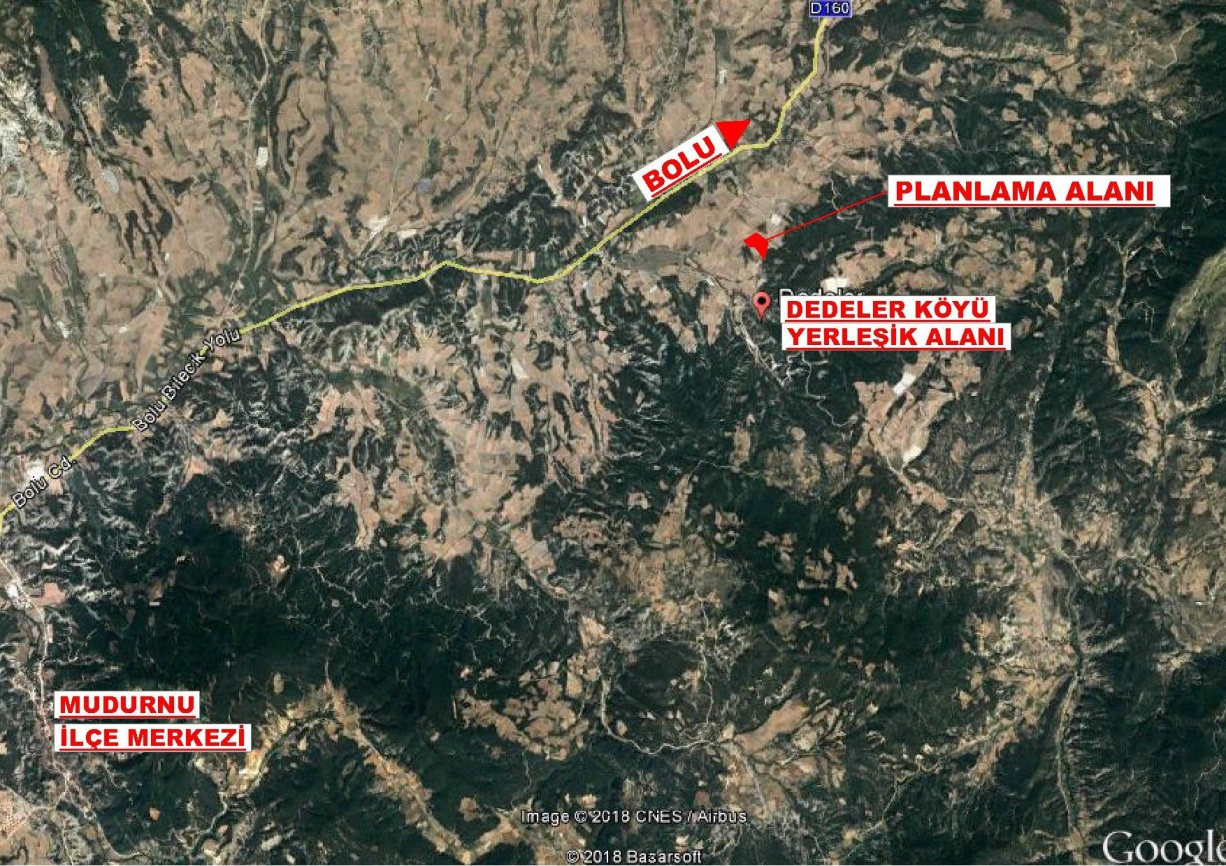 D160
BOLU
PLANLAMA ALANI
DEDELER KÖYÜ
YERLEŞİK ALANI
Bolu Bilecik Yolu
Bolu Cd.
MUDURNU
İLÇE MERKEZİ
Image © 2018 CNES / Airbus
© 2018 Basarsoft
Google